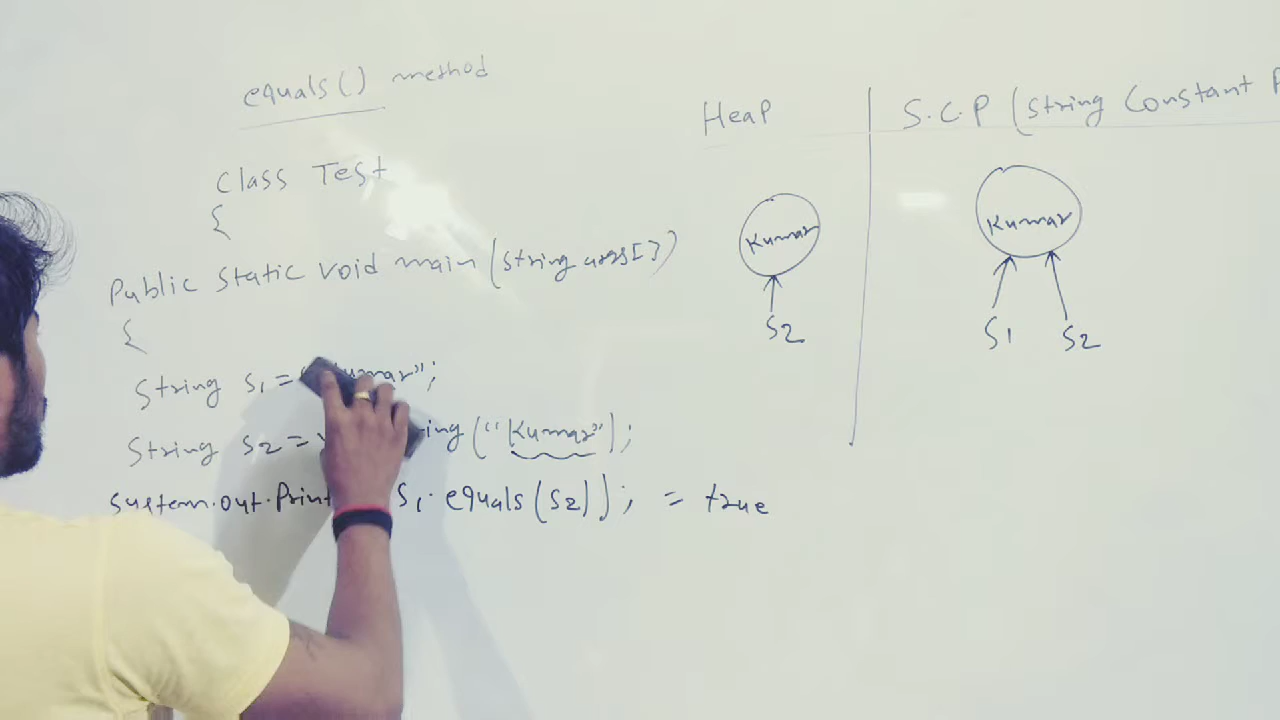 equals() method
Class Test
{
Public Static Void main (String args[])
{
String S1 = "Kumar";
String S2 = ("Kumar");
System.out.Print S1.equals(S2)); = true
Heap
S.C.P (String Constant
Kumar
S2
Kumar
S1 S2